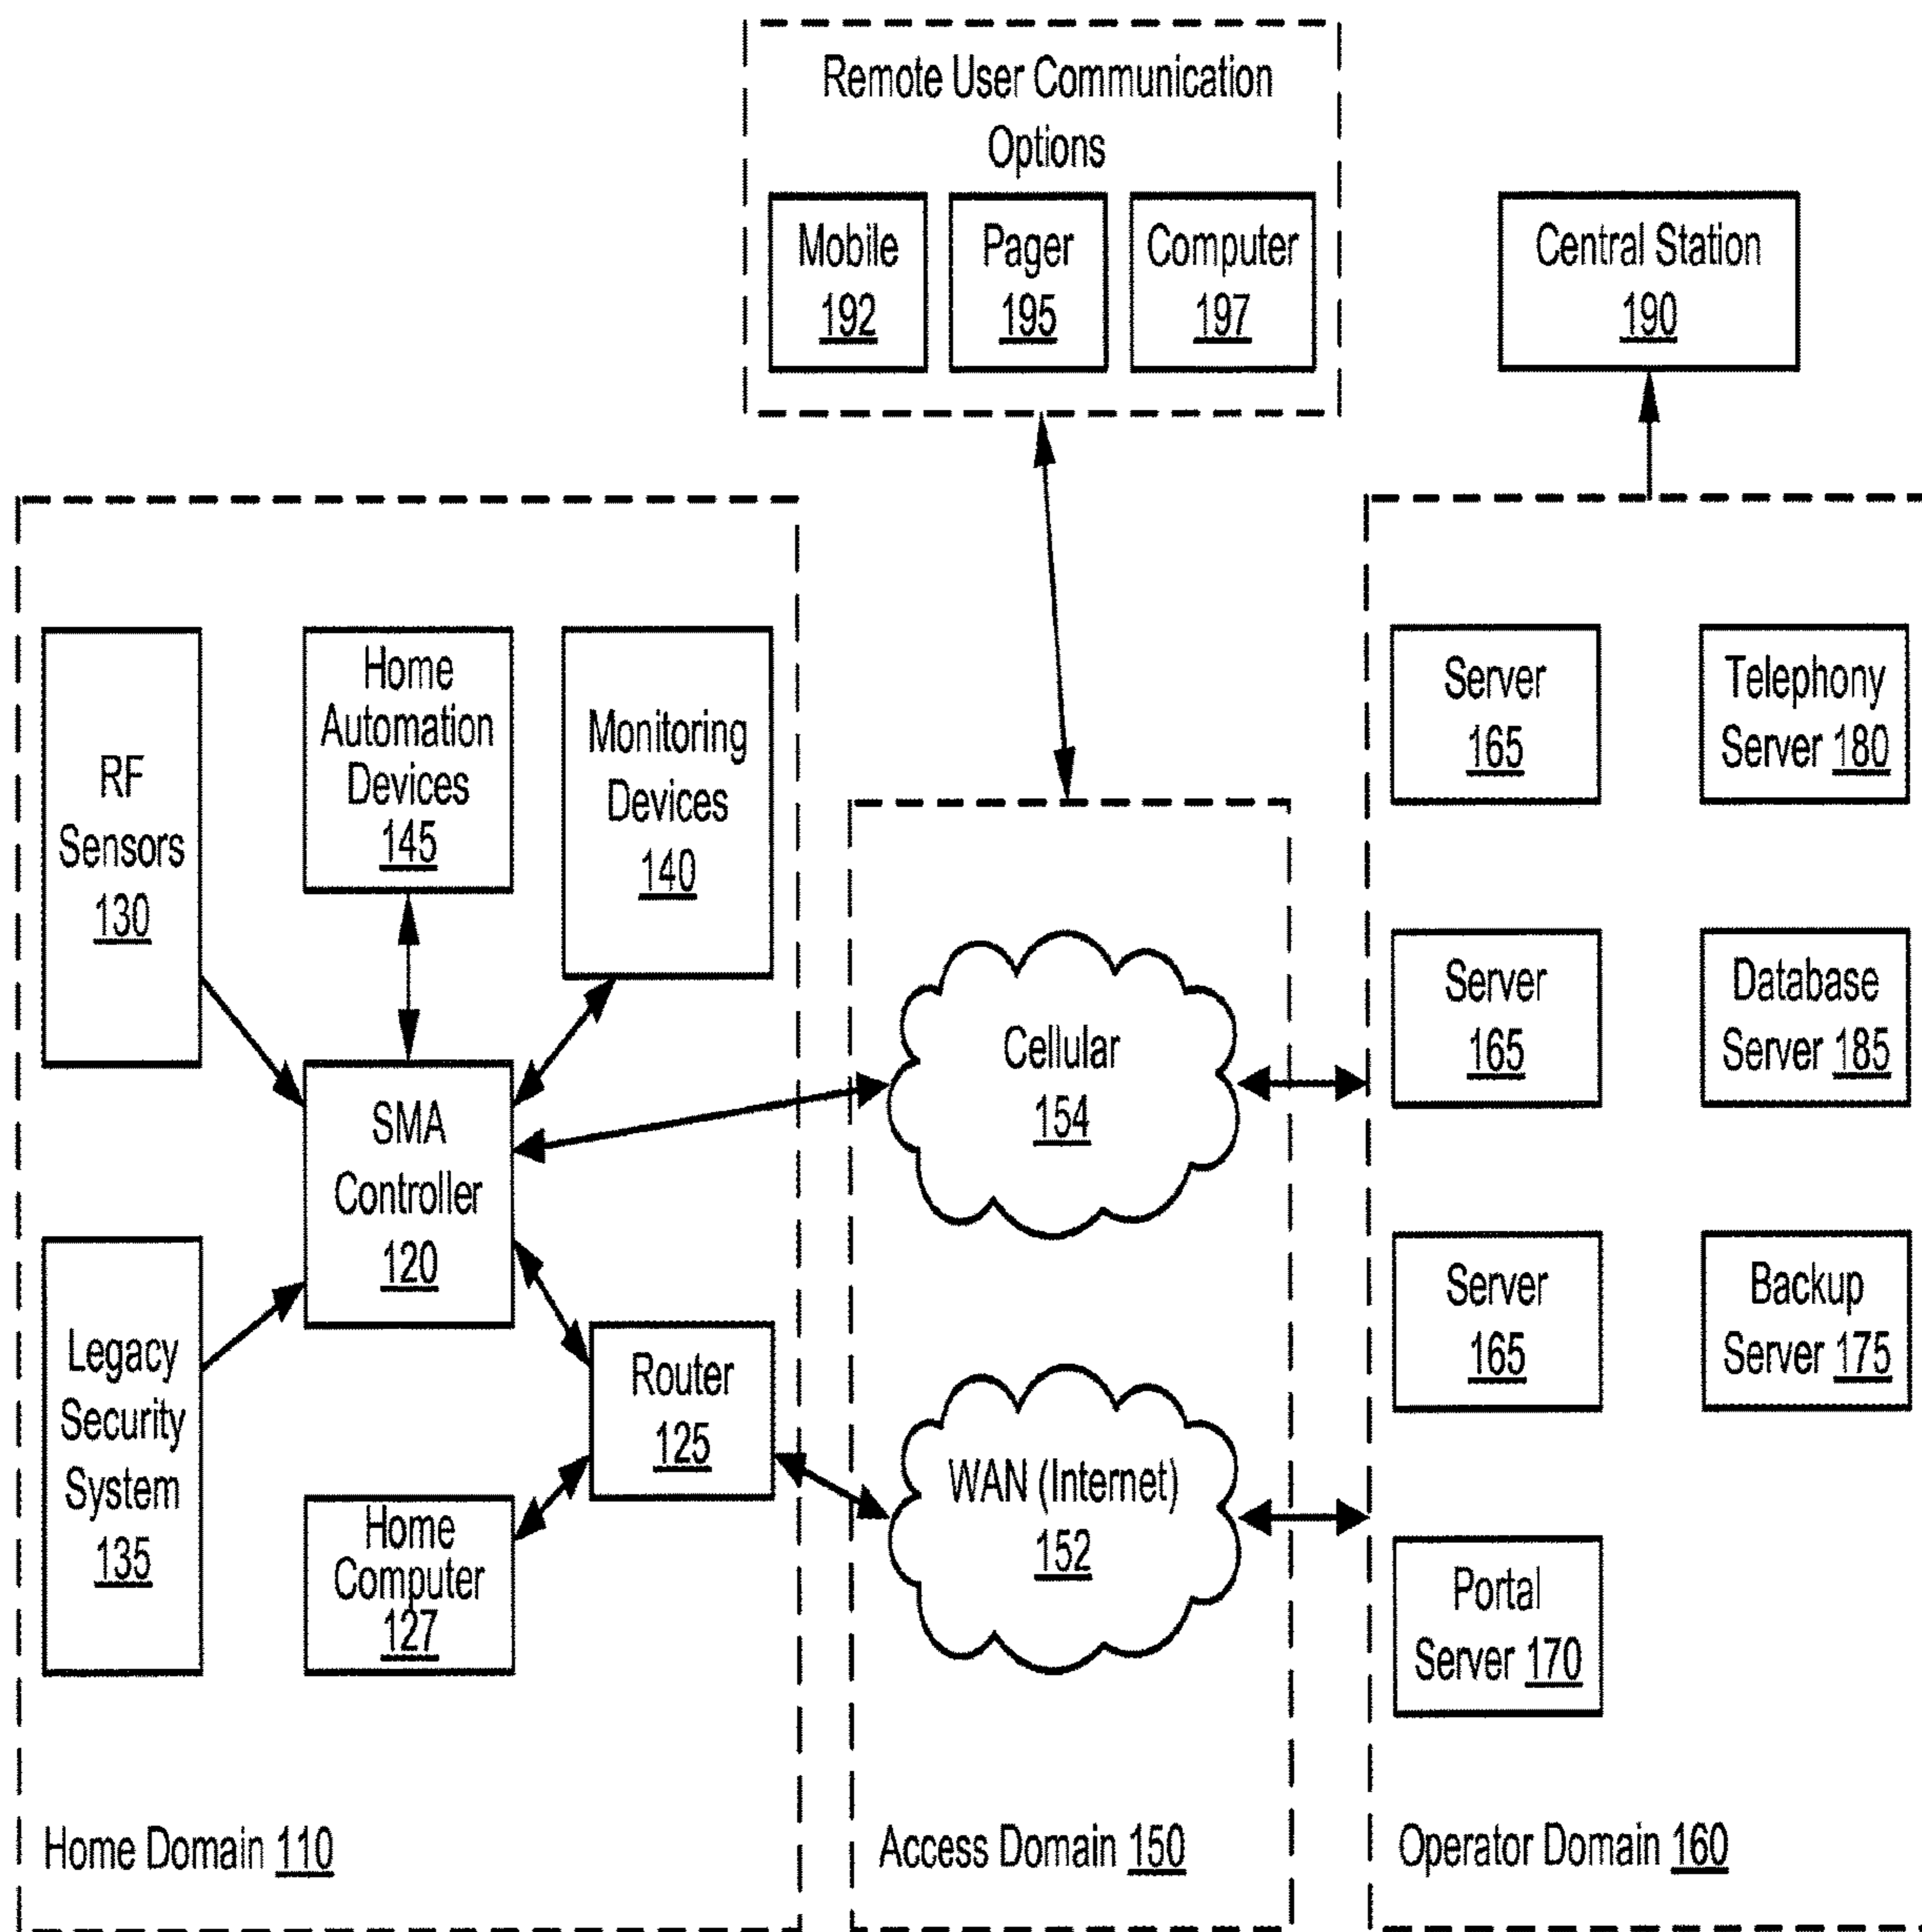 Remote User Communication
Options
Mobile
192
Pager
195
Computer
197
Central Station
190
RF
Sensors
130
Home
Automation
Devices
145
Monitoring
Devices
140
SMA
Controller
120
Legacy
Security
System
135
Router
125
Home
Computer
127
Home Domain 110
Cellular
154
WAN (Internet)
152
Access Domain 150
Server
165
Telephony
Server 180
Server
165
Database
Server 185
Server
165
Backup
Server 175
Portal
Server 170
Operator Domain 160